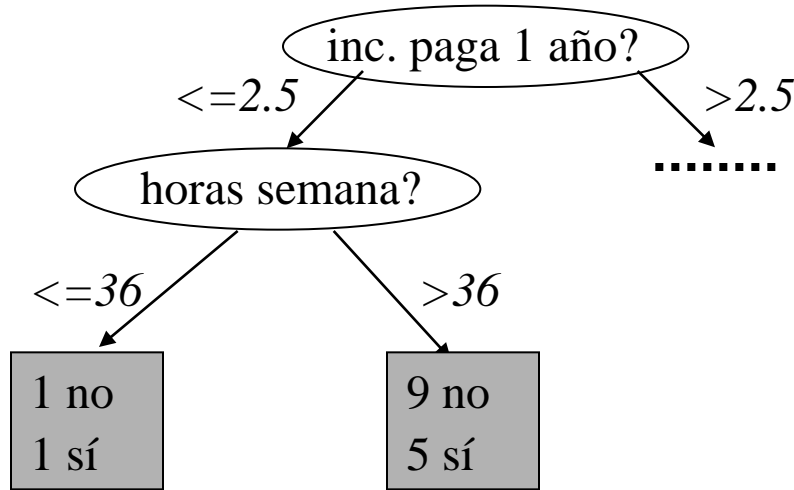 inc. paga 1 año?
<=2.5
>2.5
........
horas semana?
<=36
>36
1 no
1 sí
9 no
5 sí